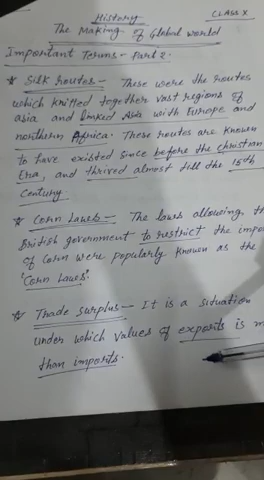 History
CLASS X
The Making of Global world
Important Terms - Part 2.
* Silk routes - These were the routes
which knitted together vast regions of
asia and linked Asia with Europe and
northern Africa. These routes are known
to have existed since before the christian
Era, and thrived almost till the 15th
Century.
* Corn Laws - The laws allowing
British government to restrict the
of Corn were popularly known as the
'Corn Laws'.
* Trade surplus - It is a situation
under which values of exports is
than imports.